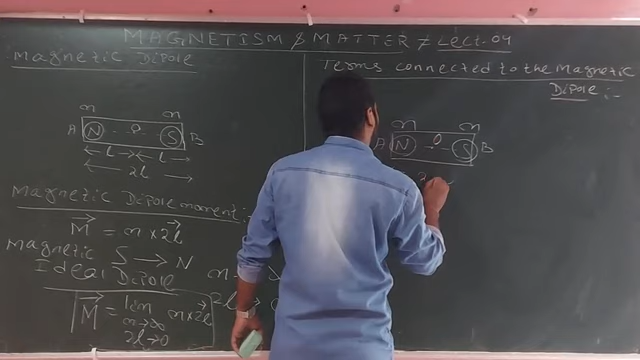 MAGNETISM & MATTER Lect-04
Magnetic Dipole
m m
A N O S B
l l
2l
Magnetic Dipole moment:-
M = m x 2l
Magnetic S → N
Ideal Dipole
M = lim m x 2l
m→∞
2l→0
Terms connected to the magnetic
Dipole :-
m m
A N O S B